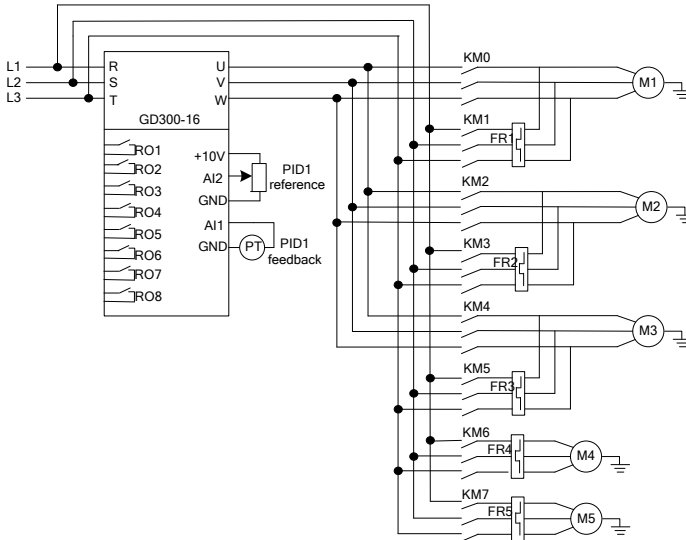 L1
L2
L3
R
S
T
U
V
W
GD300-16
RO1
RO2
RO3
RO4
RO5
RO6
RO7
RO8
+10V
AI2
GND
AI1
GND
PT
PID1
reference
PID1
feedback
KM0
M1
KM1
FR1
KM2
M2
KM3
FR2
KM4
M3
KM5
FR3
KM6
FR4
M4
KM7
FR5
M5